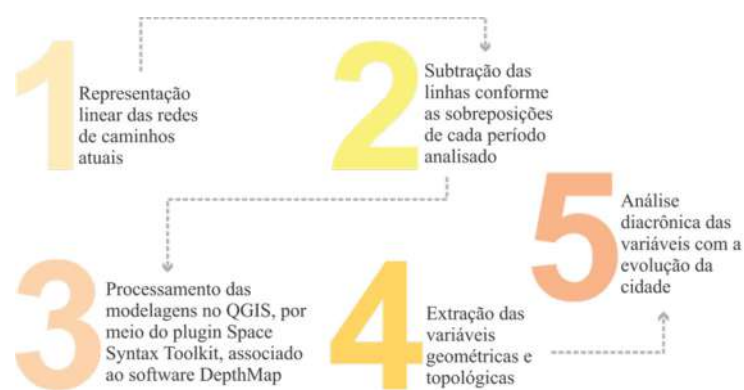 1
Representação
linear das redes
de caminhos
atuais
2
Subtração das
linhas conforme
as sobreposições
de cada período
analisado
3
Processamento das
modelagens no QGIS, por
meio do plugin Space
Syntax Toolkit, associado
ao software DepthMap
4
Extração das
variáveis
geométricas e
topológicas
5
Análise
diacrônica das
variáveis com a
evolução da
cidade